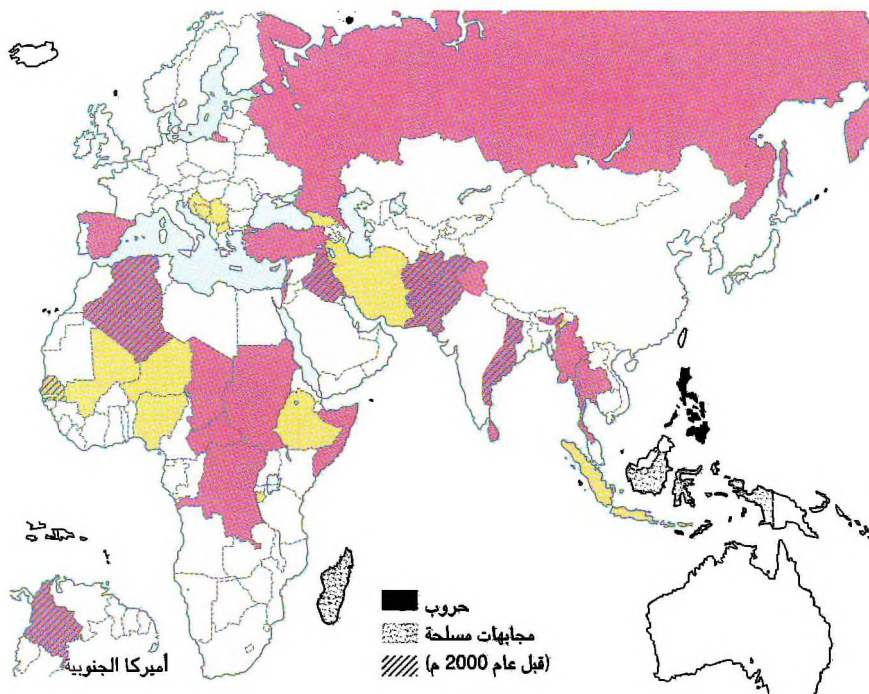 حروب
مجابهات مسلحة
(قبل عام 2000 م)
أميركا الجنوبية